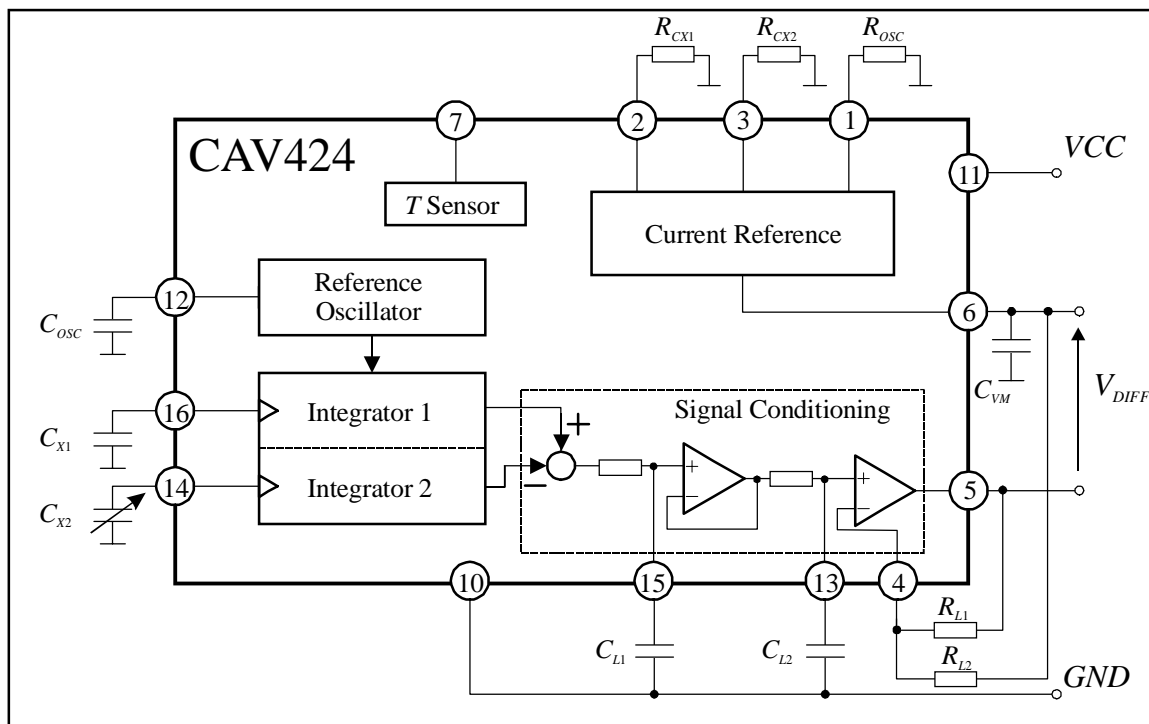 R_CX1 R_CX2 R_OSC
7 2 3 1
CAV424
VCC
11
T Sensor
Current Reference
12
Reference
Oscillator
6
C_OSC
C_VM
V_DIFF
16
Integrator 1
Signal Conditioning
C_X1
+
14
Integrator 2
−
+
−
+
−
5
C_X2
10 15 13 4
R_L1
C_L1 C_L2
R_L2
GND